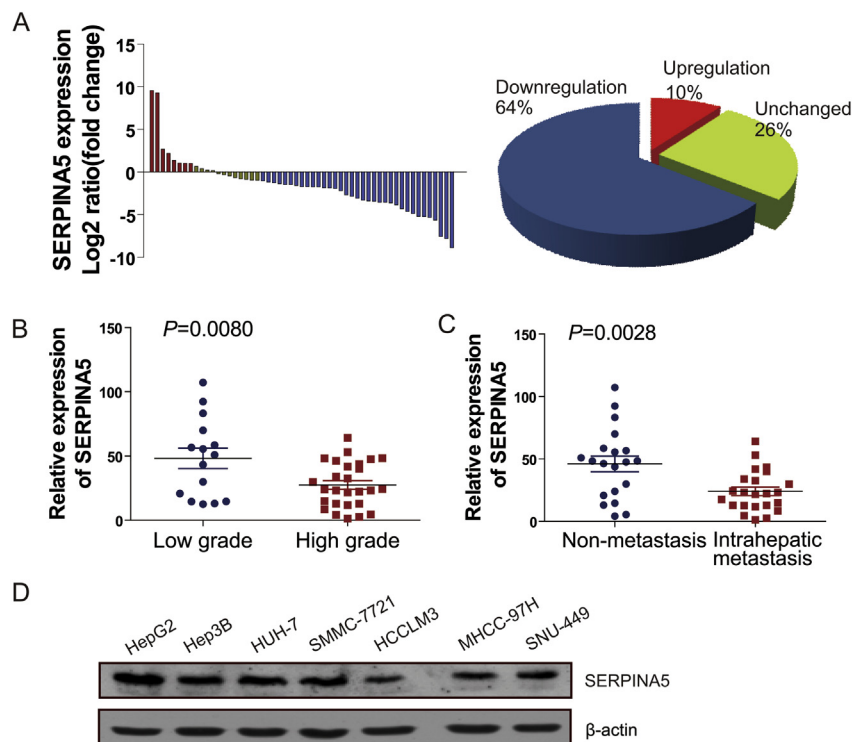 A
SERPINA5 expression
Log2 ratio(fold change)
15
10
5
0
-5
-10
Downregulation
64%
Upregulation
10%
Unchanged
26%
B
Relative expression
of SERPINA5
150
100
50
0
P=0.0080
Low grade
High grade
C
Relative expression
of SERPINA5
150
100
50
0
P=0.0028
Non-metastasis
Intrahepatic
metastasis
D
HepG2
Hep3B
HUH-7
SMMC-7721
HCCLM3
MHCC-97H
SNU-449
SERPINA5
β-actin